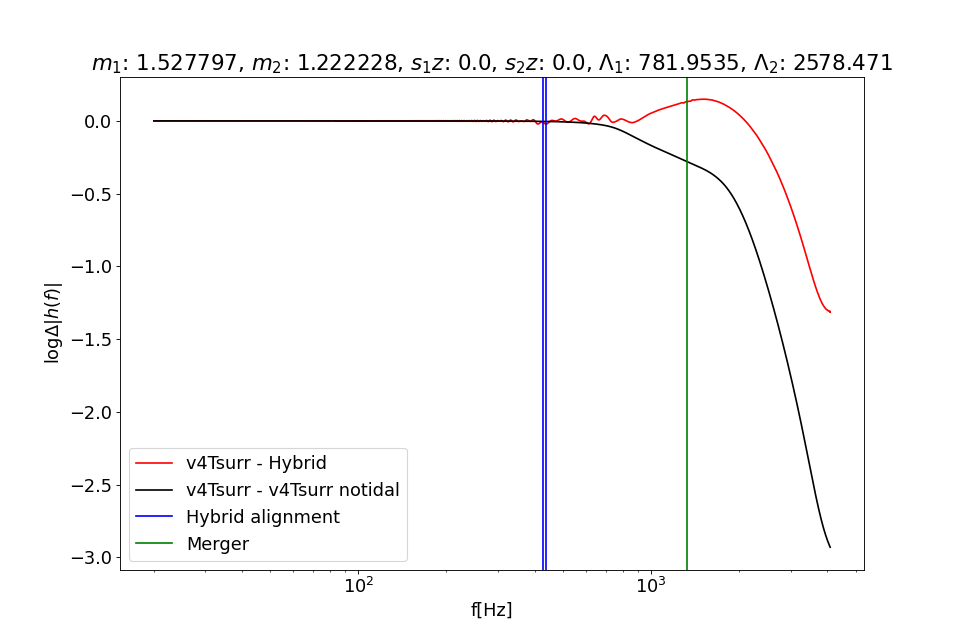 m₁: 1.527797, m₂: 1.222228, s₁z: 0.0, s₂z: 0.0, Λ₁: 781.9535, Λ₂: 2578.471
0.0
−0.5
−1.0
−1.5
−2.0
−2.5
−3.0
logΔ|h(f)|
v4Tsurr - Hybrid
v4Tsurr - v4Tsurr notidal
Hybrid alignment
Merger
10² 10³
f[Hz]